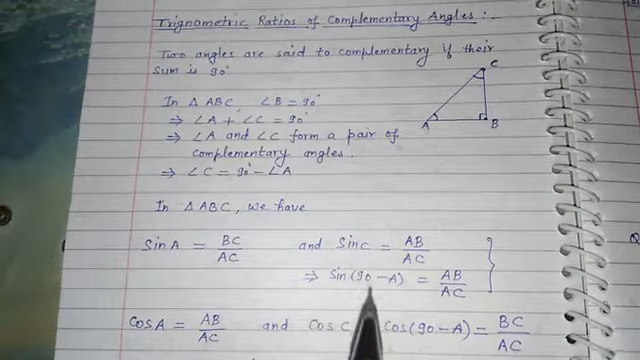 Trignometric Ratios of Complementary Angles :-
Two angles are said to complementary if their
sum is 90°
C
In △ ABC, ∠B = 90°
⇒ ∠A + ∠C = 90°
A B
⇒ ∠A and ∠C form a pair of
complementary angles.
⇒ ∠C = 90° - ∠A
In △ ABC, we have
Sin A = BC/AC and Sin C = AB/AC
⇒ Sin (90 - A) = AB/AC
Cos A = AB/AC and Cos C Cos (90 - A) = BC/AC